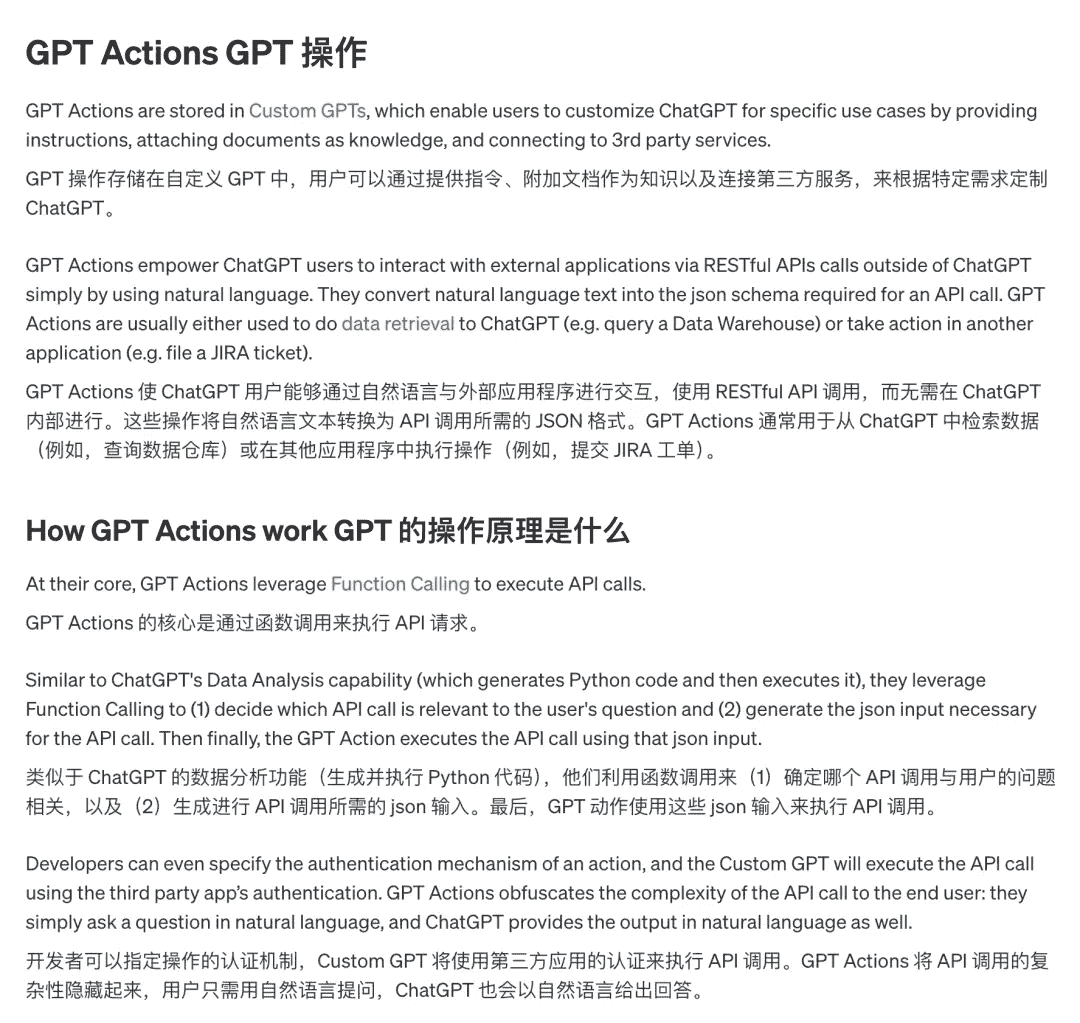 GPT Actions GPT 操作
GPT Actions are stored in Custom GPTs, which enable users to customize ChatGPT for specific use cases by providing
instructions, attaching documents as knowledge, and connecting to 3rd party services.
GPT 操作存储在自定义 GPT 中，用户可以通过提供指令、附加文档作为知识以及连接第三方服务，来根据特定需求定制
ChatGPT。
GPT Actions empower ChatGPT users to interact with external applications via RESTful APIs calls outside of ChatGPT
simply by using natural language. They convert natural language text into the json schema required for an API call. GPT
Actions are usually either used to do data retrieval to ChatGPT (e.g. query a Data Warehouse) or take action in another
application (e.g. file a JIRA ticket).
GPT Actions 使 ChatGPT 用户能够通过自然语言与外部应用程序进行交互，使用 RESTful API 调用，而无需在 ChatGPT
内部进行。这些操作将自然语言文本转换为 API 调用所需的 JSON 格式。GPT Actions 通常用于从 ChatGPT 中检索数据
（例如，查询数据仓库）或在其他应用程序中执行操作（例如，提交 JIRA 工单）。
How GPT Actions work GPT 的操作原理是什么
At their core, GPT Actions leverage Function Calling to execute API calls.
GPT Actions 的核心是通过函数调用来执行 API 请求。
Similar to ChatGPT's Data Analysis capability (which generates Python code and then executes it), they leverage
Function Calling to (1) decide which API call is relevant to the user's question and (2) generate the json input necessary
for the API call. Then finally, the GPT Action executes the API call using that json input.
类似于 ChatGPT 的数据分析功能（生成并执行 Python 代码），他们利用函数调用来（1）确定哪个 API 调用与用户的问题
相关，以及（2）生成进行 API 调用所需的 json 输入。最后，GPT 动作使用这些 json 输入来执行 API 调用。
Developers can even specify the authentication mechanism of an action, and the Custom GPT will execute the API call
using the third party app’s authentication. GPT Actions obfuscates the complexity of the API call to the end user: they
simply ask a question in natural language, and ChatGPT provides the output in natural language as well.
开发者可以指定操作的认证机制，Custom GPT 将使用第三方应用的认证来执行 API 调用。GPT Actions 将 API 调用的复
杂性隐藏起来，用户只需用自然语言提问，ChatGPT 也会以自然语言给出回答。